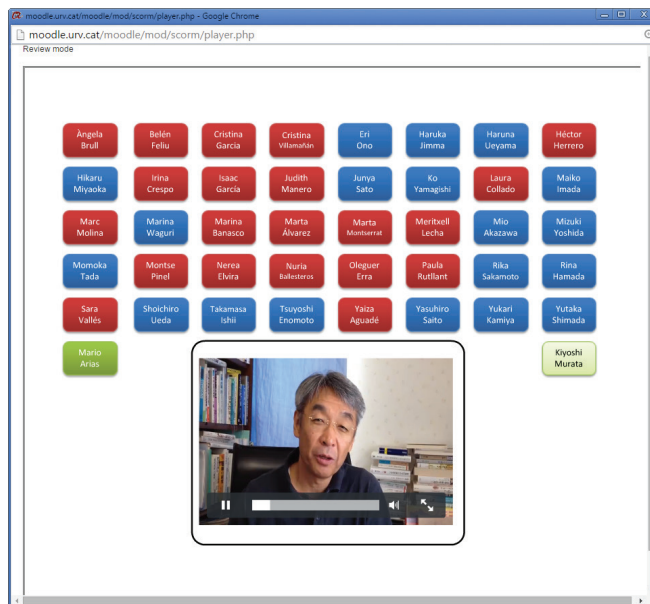 moodle.urv.cat/moodle/mod/scorm/player.php - Google Chrome
moodle.urv.cat/moodle/mod/scorm/player.php
Review mode
Àngela Brull
Belén Feliu
Cristina Garcia
Cristina Villamañán
Eri Ono
Haruka Jimma
Haruna Ueyama
Héctor Herrero
Hikaru Miyaoka
Irina Crespo
Isaac García
Judith Manero
Junya Sato
Ko Yamagishi
Laura Collado
Maiko Imada
Marc Molina
Marina Waguri
Marina Banasco
Marta Álvarez
Marta Montserrat
Meritxell Lecha
Mio Akazawa
Mizuki Yoshida
Momoka Tada
Montse Pinel
Nerea Elvira
Nuria Ballesteros
Oleguer Erra
Paula Rutllant
Rika Sakamoto
Rina Hamada
Sara Vallés
Shoichiro Ueda
Takamasa Ishii
Tsuyoshi Enomoto
Yaiza Aguadé
Yasuhiro Saito
Yukari Kamiya
Yutaka Shimada
Mario Arias
Kiyoshi Murata